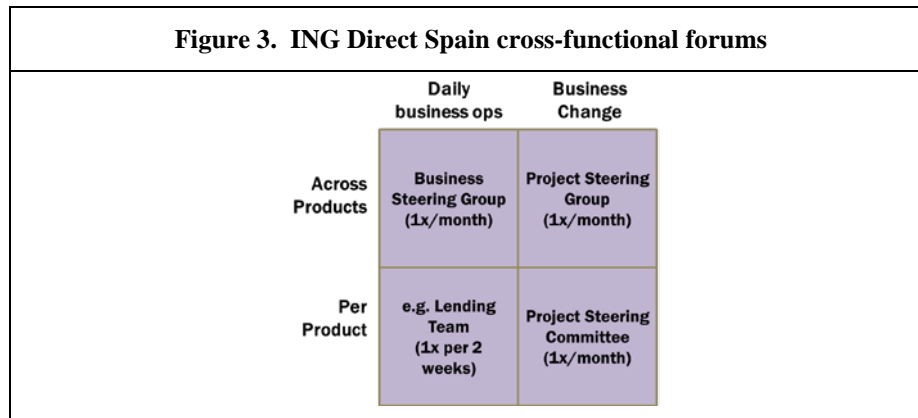 Figure 3.  ING Direct Spain cross-functional forums
Daily
business ops
Business
Change
Across
Products
Business
Steering Group
(1x/month)
Project Steering
Group
(1x/month)
Per
Product
e.g. Lending
Team
(1x per 2
weeks)
Project Steering
Committee
(1x/month)